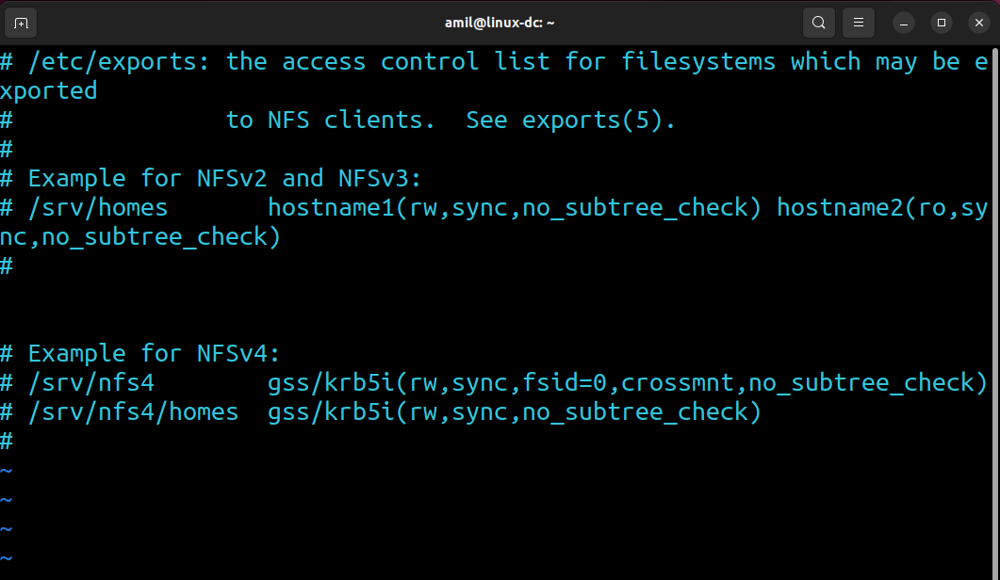 amil@linux-dc: ~
# /etc/exports: the access control list for filesystems which may be e
xported
#               to NFS clients.  See exports(5).
#
# Example for NFSv2 and NFSv3:
# /srv/homes       hostname1(rw,sync,no_subtree_check) hostname2(ro,sy
nc,no_subtree_check)
#
# Example for NFSv4:
# /srv/nfs4        gss/krb5i(rw,sync,fsid=0,crossmnt,no_subtree_check)
# /srv/nfs4/homes  gss/krb5i(rw,sync,no_subtree_check)
#
~
~
~
~